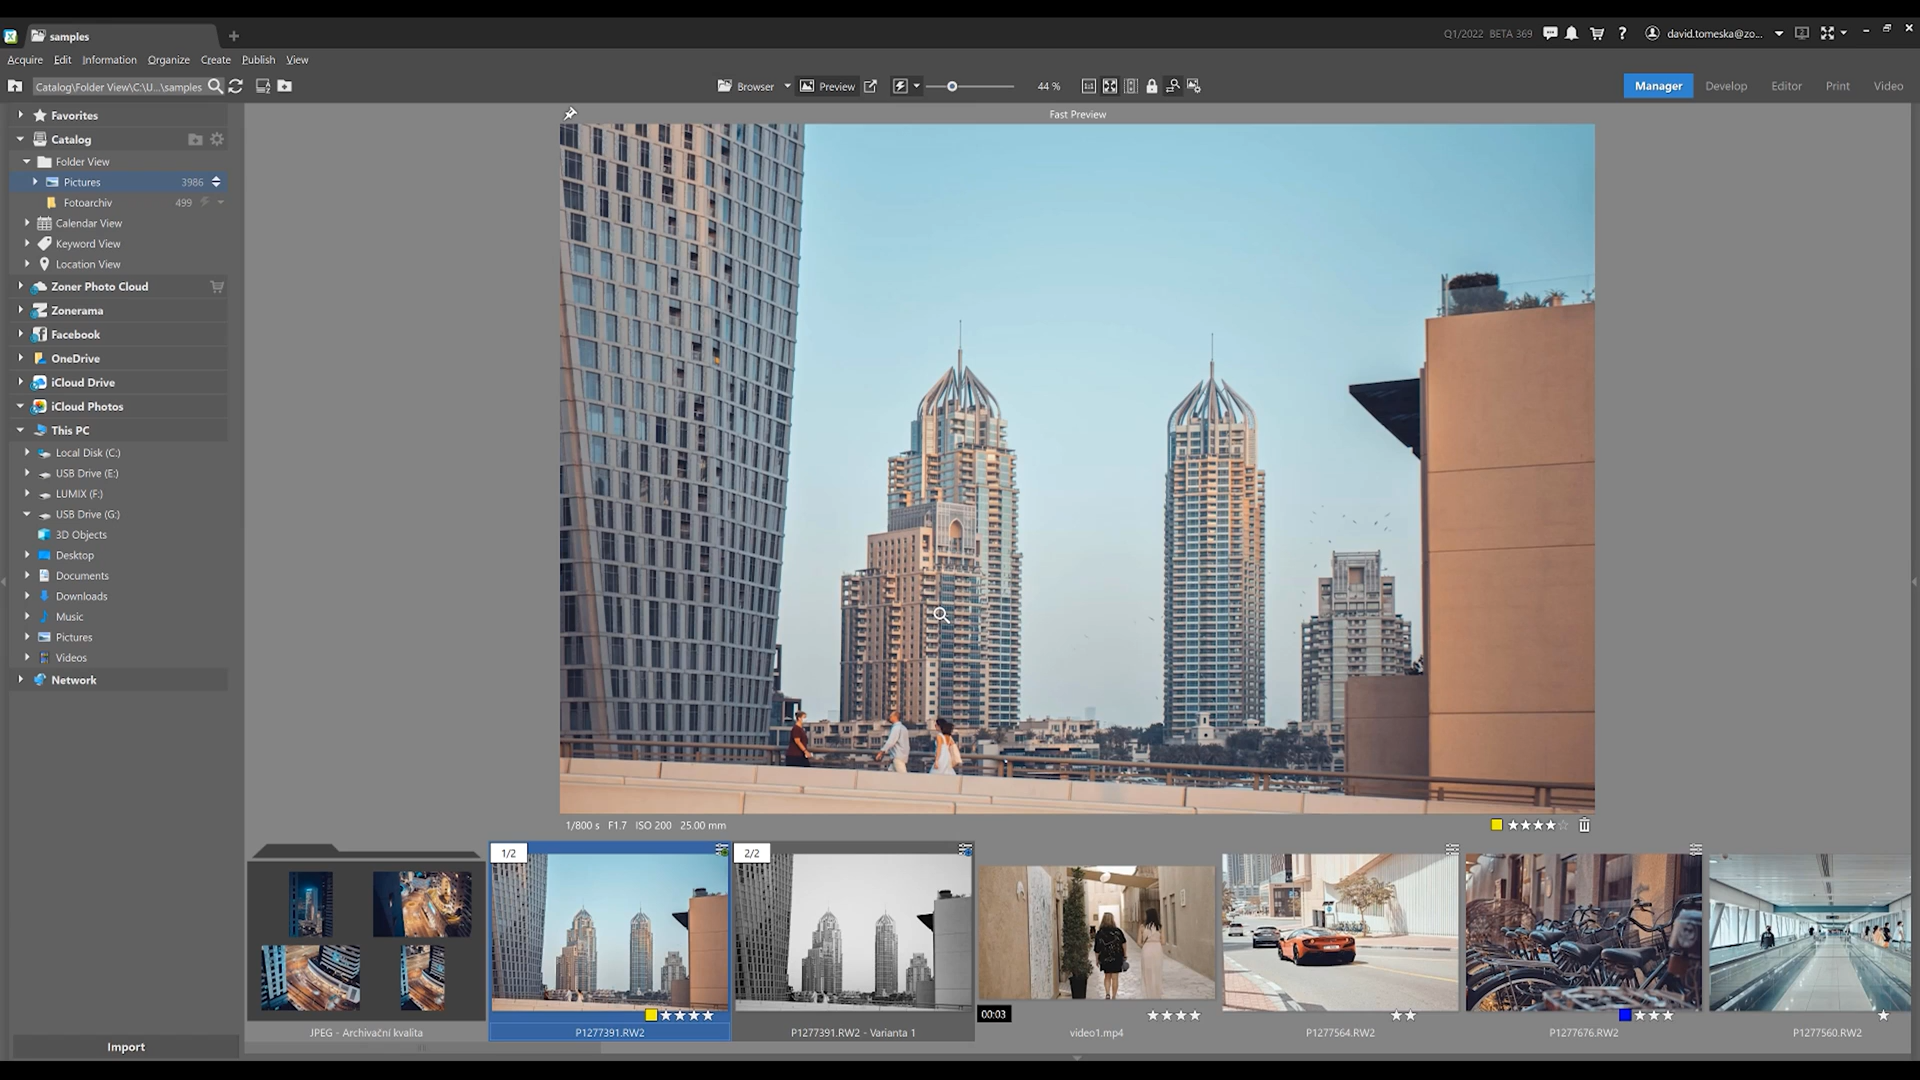 samples
Q1/2022 BETA 369
david.tomeska@zo...
Acquire Edit Information Organize Create Publish View
Catalog\Folder View\C:\U...\samples
Browser Preview 44 %
Manager Develop Editor Print Video
Fast Preview
Favorites
Catalog
Folder View
Pictures 3986
Fotoarchiv 499
Calendar View
Keyword View
Location View
Zoner Photo Cloud
Zonerama
Facebook
OneDrive
iCloud Drive
iCloud Photos
This PC
Local Disk (C:)
USB Drive (E:)
LUMIX (F:)
USB Drive (G:)
3D Objects
Desktop
Documents
Downloads
Music
Pictures
Videos
Network
Import
1/800 s F1.7 ISO 200 25.00 mm
1/2
2/2
00:03
JPEG - Archivační kvalita
P1277391.RW2
P1277391.RW2 - Varianta 1
video1.mp4
P1277564.RW2
P1277676.RW2
P1277560.RW2